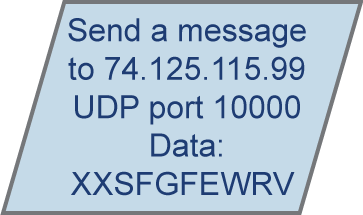 Send a message
to 74.125.115.99
UDP port 10000
Data:
XXSFGFEWRV